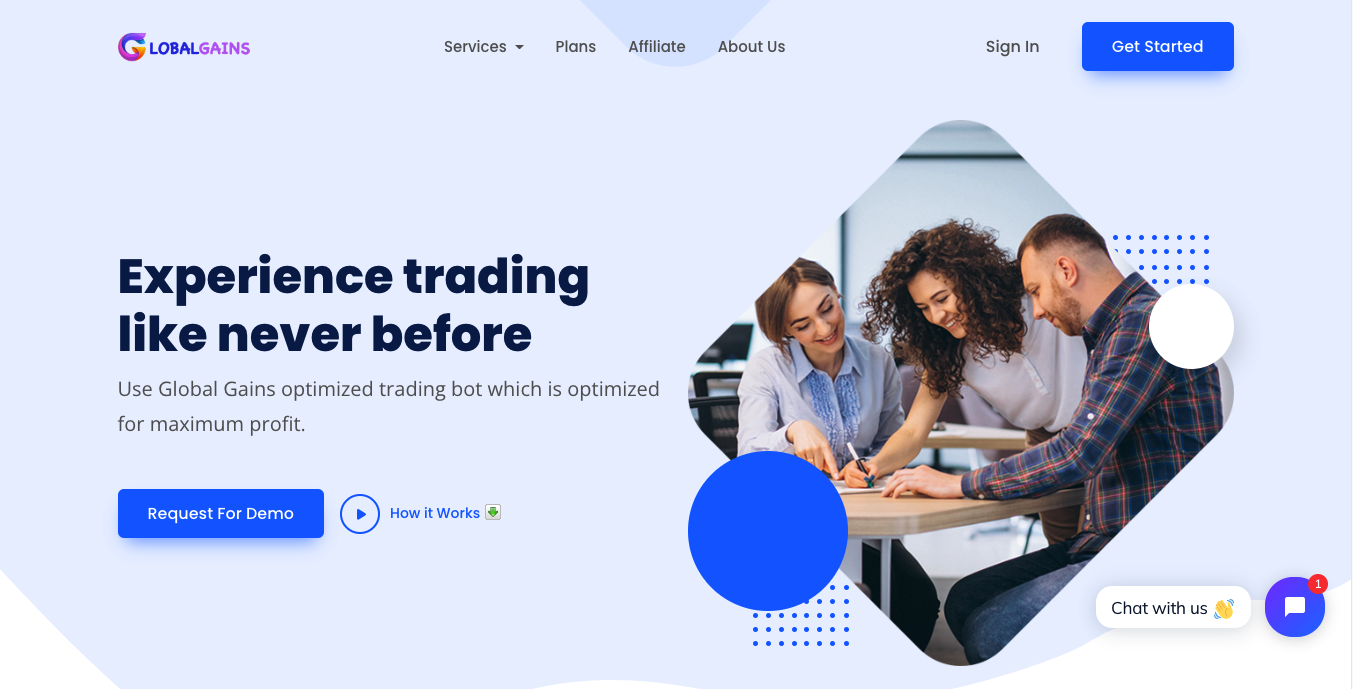 GLOBALGAINS
Services
Plans
Affiliate
About Us
Sign In
Get Started
Experience trading
like never before
Use Global Gains optimized trading bot which is optimized
for maximum profit.
Request For Demo
How it Works
Chat with us 👋
1